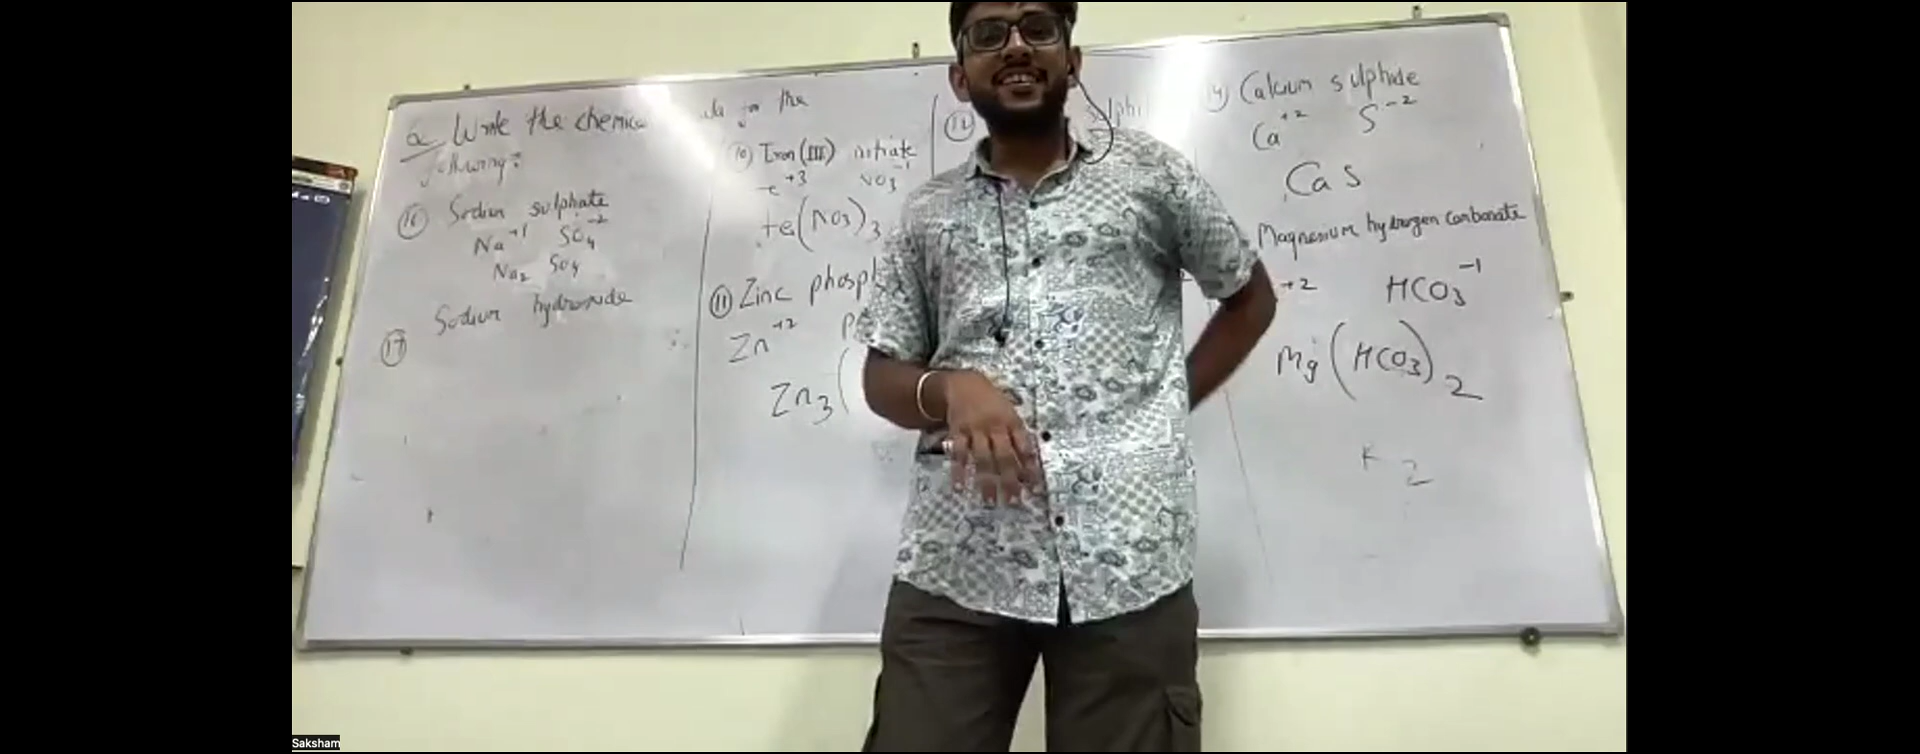 Q. Write the chemica ula for the
following:
(16) Sodium sulphate
Na+1 SO4-2
Na2 SO4
(17) Sodium hydroxide
10) Iron (III) nitrate
+3 NO3-1
Fe(NO3)3
(11) Zinc phosph
Zn+2
Zn3(
(12)
14) Calcium sulphide
Ca+2 S-2
CaS
Magnesium hydrogen carbonate
+2 HCO3-1
Mg(HCO3)2
K 2
Saksham